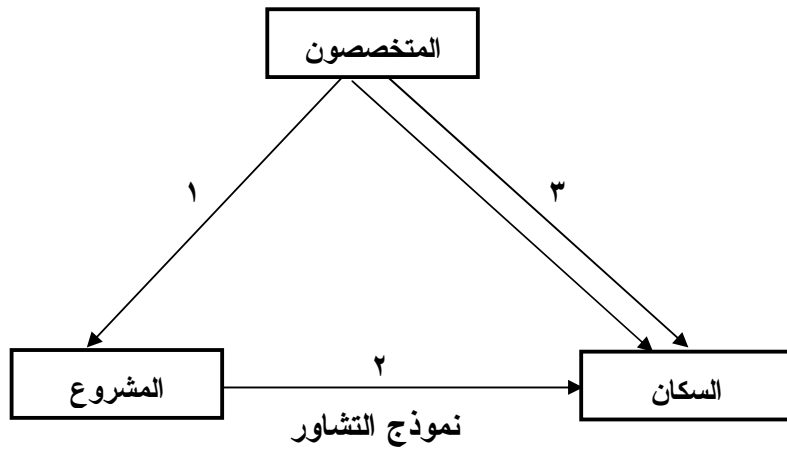 المتخصصون
١
٣
المشروع
٢
السكان
نموذج التشاور